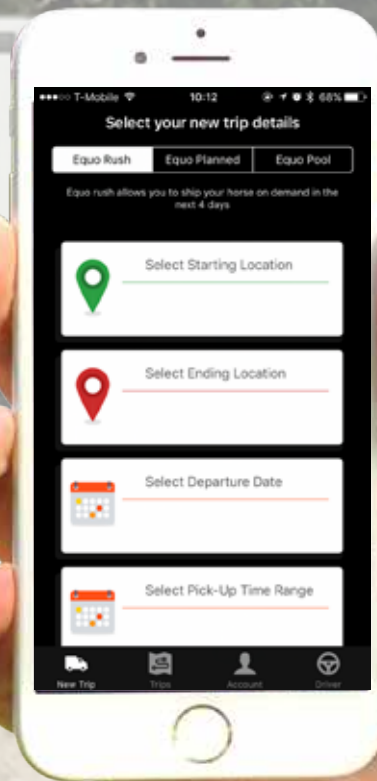 T-Mobile 10:12 68%
Select your new trip details
Equo Rush Equo Planned Equo Pool
Equo rush allows you to ship your horse on demand in the
next 4 days
Select Starting Location
Select Ending Location
Select Departure Date
Select Pick-Up Time Range
New Trip Trips Account Driver